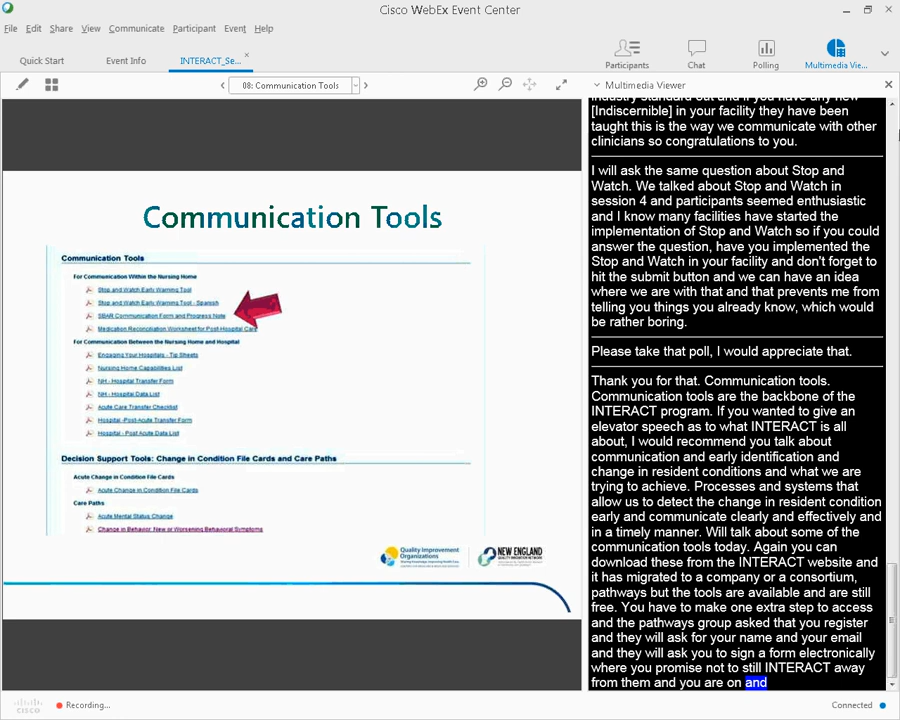 Cisco WebEx Event Center
File Edit Share View Communicate Participant Event Help
Quick Start Event Info INTERACT_Se...
Participants Chat Polling Multimedia Vie...
08: Communication Tools
Multimedia Viewer
Communication Tools
Communication Tools
For Communication Within the Nursing Home
Stop and Watch Early Warning Tool
Stop and Watch Early Warning Tool - Spanish
SBAR Communication Form and Progress Note
Medication Reconciliation Worksheet for Post-Hospital Care
For Communication Between the Nursing Home and Hospital
Engaging Your Hospitals - Tip Sheets
Nursing Home Capabilities List
NH - Hospital Transfer Form
NH - Hospital Data List
Acute Care Transfer Checklist
Hospital -Post-Acute Transfer Form
Hospital - Post Acute Data List
Decision Support Tools: Change in Condition File Cards and Care Paths
Acute Change in Condition File Cards
Acute Change in Condition File Cards
Care Paths
Acute Mental Status Change
Change in Behavior: New or Worsening Behavioral Symptoms
Quality Improvement
Organizations
NEW ENGLAND
industry standard out and if you have any new
[Indiscernible] in your facility they have been
taught this is the way we communicate with other
clinicians so congratulations to you.
I will ask the same question about Stop and
Watch. We talked about Stop and Watch in
session 4 and participants seemed enthusiastic
and I know many facilities have started the
implementation of Stop and Watch so if you could
answer the question, have you implemented the
Stop and Watch in your facility and don't forget to
hit the submit button and we can have an idea
where we are with that and that prevents me from
telling you things you already know, which would
be rather boring.
Please take that poll, I would appreciate that.
Thank you for that. Communication tools.
Communication tools are the backbone of the
INTERACT program. If you wanted to give an
elevator speech as to what INTERACT is all
about, I would recommend you talk about
communication and early identification and
change in resident conditions and what we are
trying to achieve. Processes and systems that
allow us to detect the change in resident condition
early and communicate clearly and effectively and
in a timely manner. Will talk about some of the
communication tools today. Again you can
download these from the INTERACT website and
it has migrated to a company or a consortium,
pathways but the tools are available and are still
free. You have to make one extra step to access
and the pathways group asked that you register
and they will ask for your name and your email
and they will ask you to sign a form electronically
where you promise not to still INTERACT away
from them and you are on and
cisco Recording... Connected